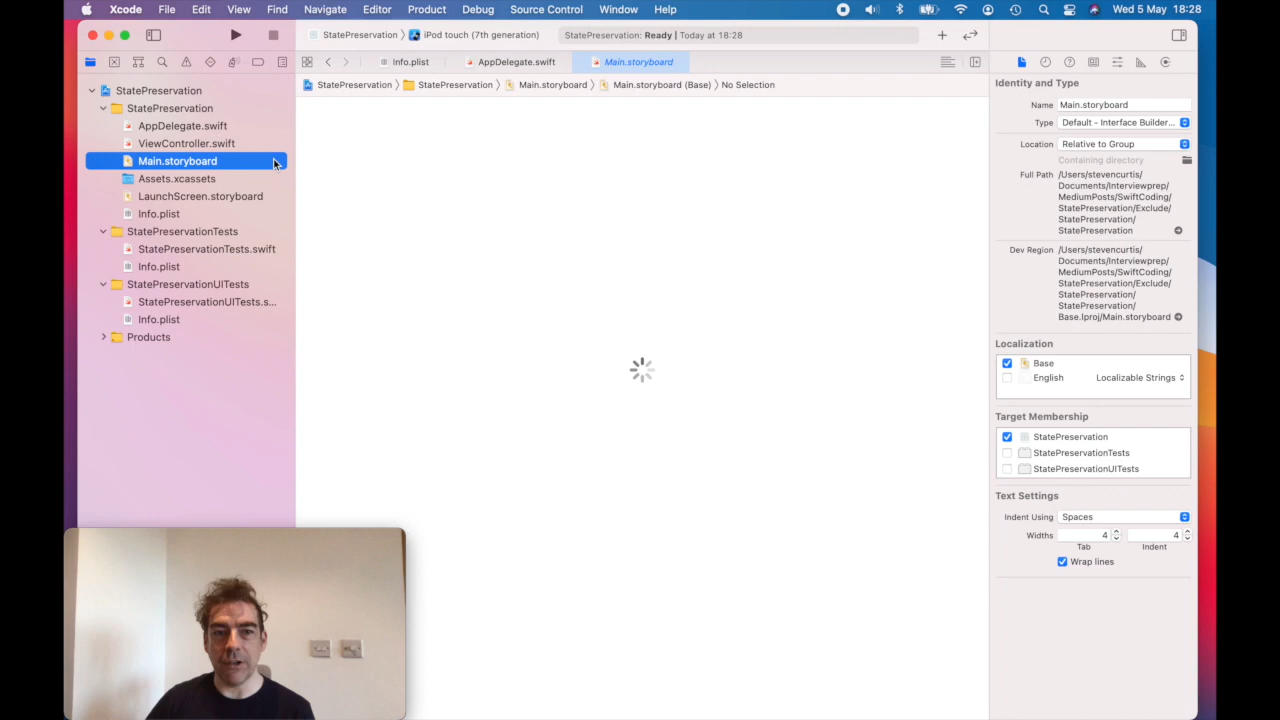 Xcode File Edit View Find Navigate Editor Product Debug Source Control Window Help Wed 5 May 18:28
StatePreservation iPod touch (7th generation) StatePreservation: Ready | Today at 18:28
Info.plist AppDelegate.swift Main.storyboard
StatePreservation StatePreservation Main.storyboard Main.storyboard (Base) No Selection
StatePreservation
StatePreservation
AppDelegate.swift
ViewController.swift
Main.storyboard
Assets.xcassets
LaunchScreen.storyboard
Info.plist
StatePreservationTests
StatePreservationTests.swift
Info.plist
StatePreservationUITests
StatePreservationUITests.s...
Info.plist
Products
Identity and Type
Name Main.storyboard
Type Default - Interface Builder...
Location Relative to Group
Containing directory
Full Path /Users/stevencurtis/
Documents/Interviewprep/
MediumPosts/SwiftCoding/
StatePreservation/Exclude/
StatePreservation/
StatePreservation
Dev Region /Users/stevencurtis/
Documents/Interviewprep/
MediumPosts/SwiftCoding/
StatePreservation/Exclude/
StatePreservation/
StatePreservation/
Base.lproj/Main.storyboard
Localization
Base
English Localizable Strings
Target Membership
StatePreservation
StatePreservationTests
StatePreservationUITests
Text Settings
Indent Using Spaces
Widths 4 4
Tab Indent
Wrap lines